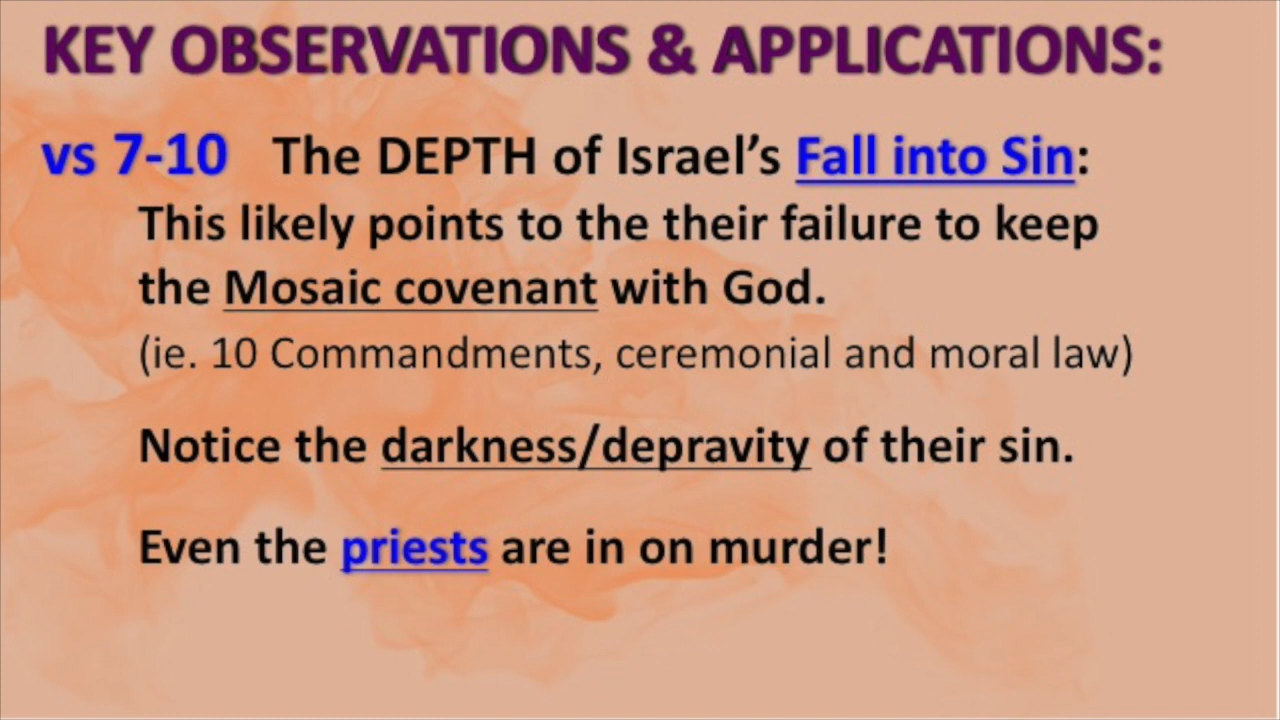 KEY OBSERVATIONS & APPLICATIONS:
vs 7-10 The DEPTH of Israel’s Fall into Sin:
This likely points to the their failure to keep
the Mosaic covenant with God.
(ie. 10 Commandments, ceremonial and moral law)
Notice the darkness/depravity of their sin.
Even the priests are in on murder!